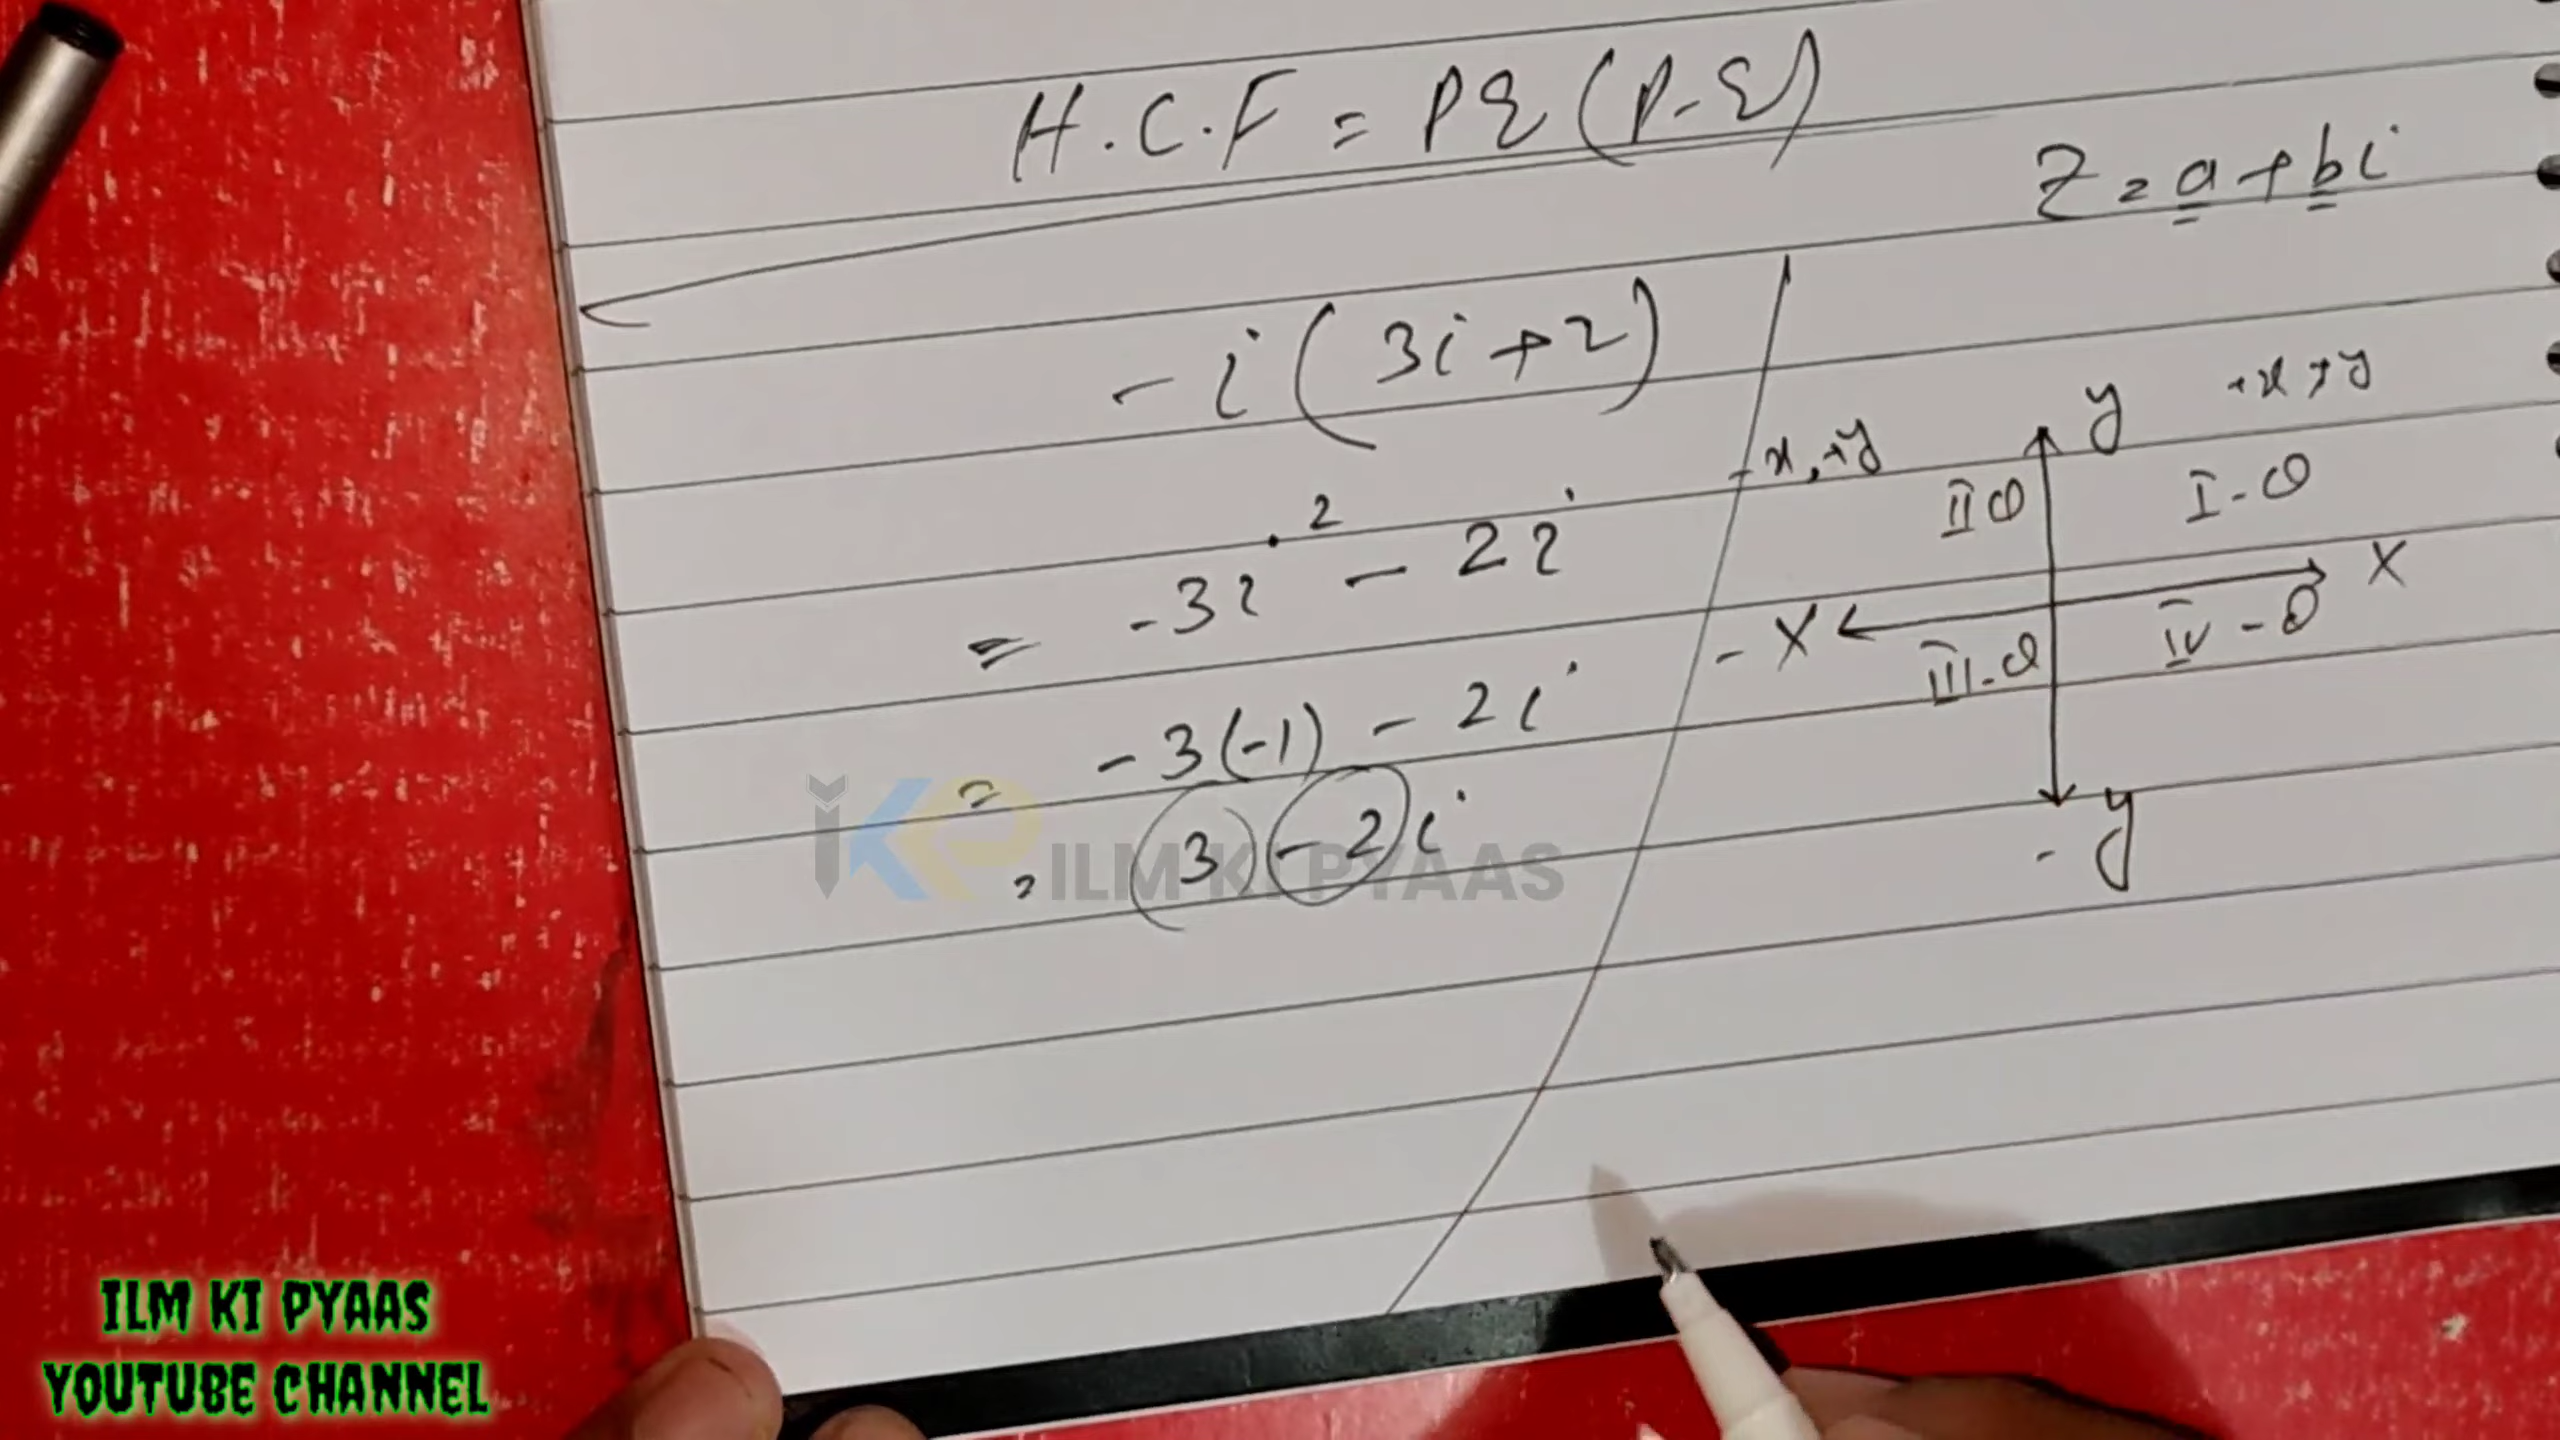 H.C.F = Pq (P-q)
Z = a + bi
- i ( 3i + 2 )
= -3i² - 2i
= -3(-1) - 2i
= 3 - 2i
y
+x, +y
-x, +y
II Q
I - Q
X
- X
III - Q
IV - Q
- y
iKP ILM KI PYAAS
ILM KI PYAAS
YOUTUBE CHANNEL